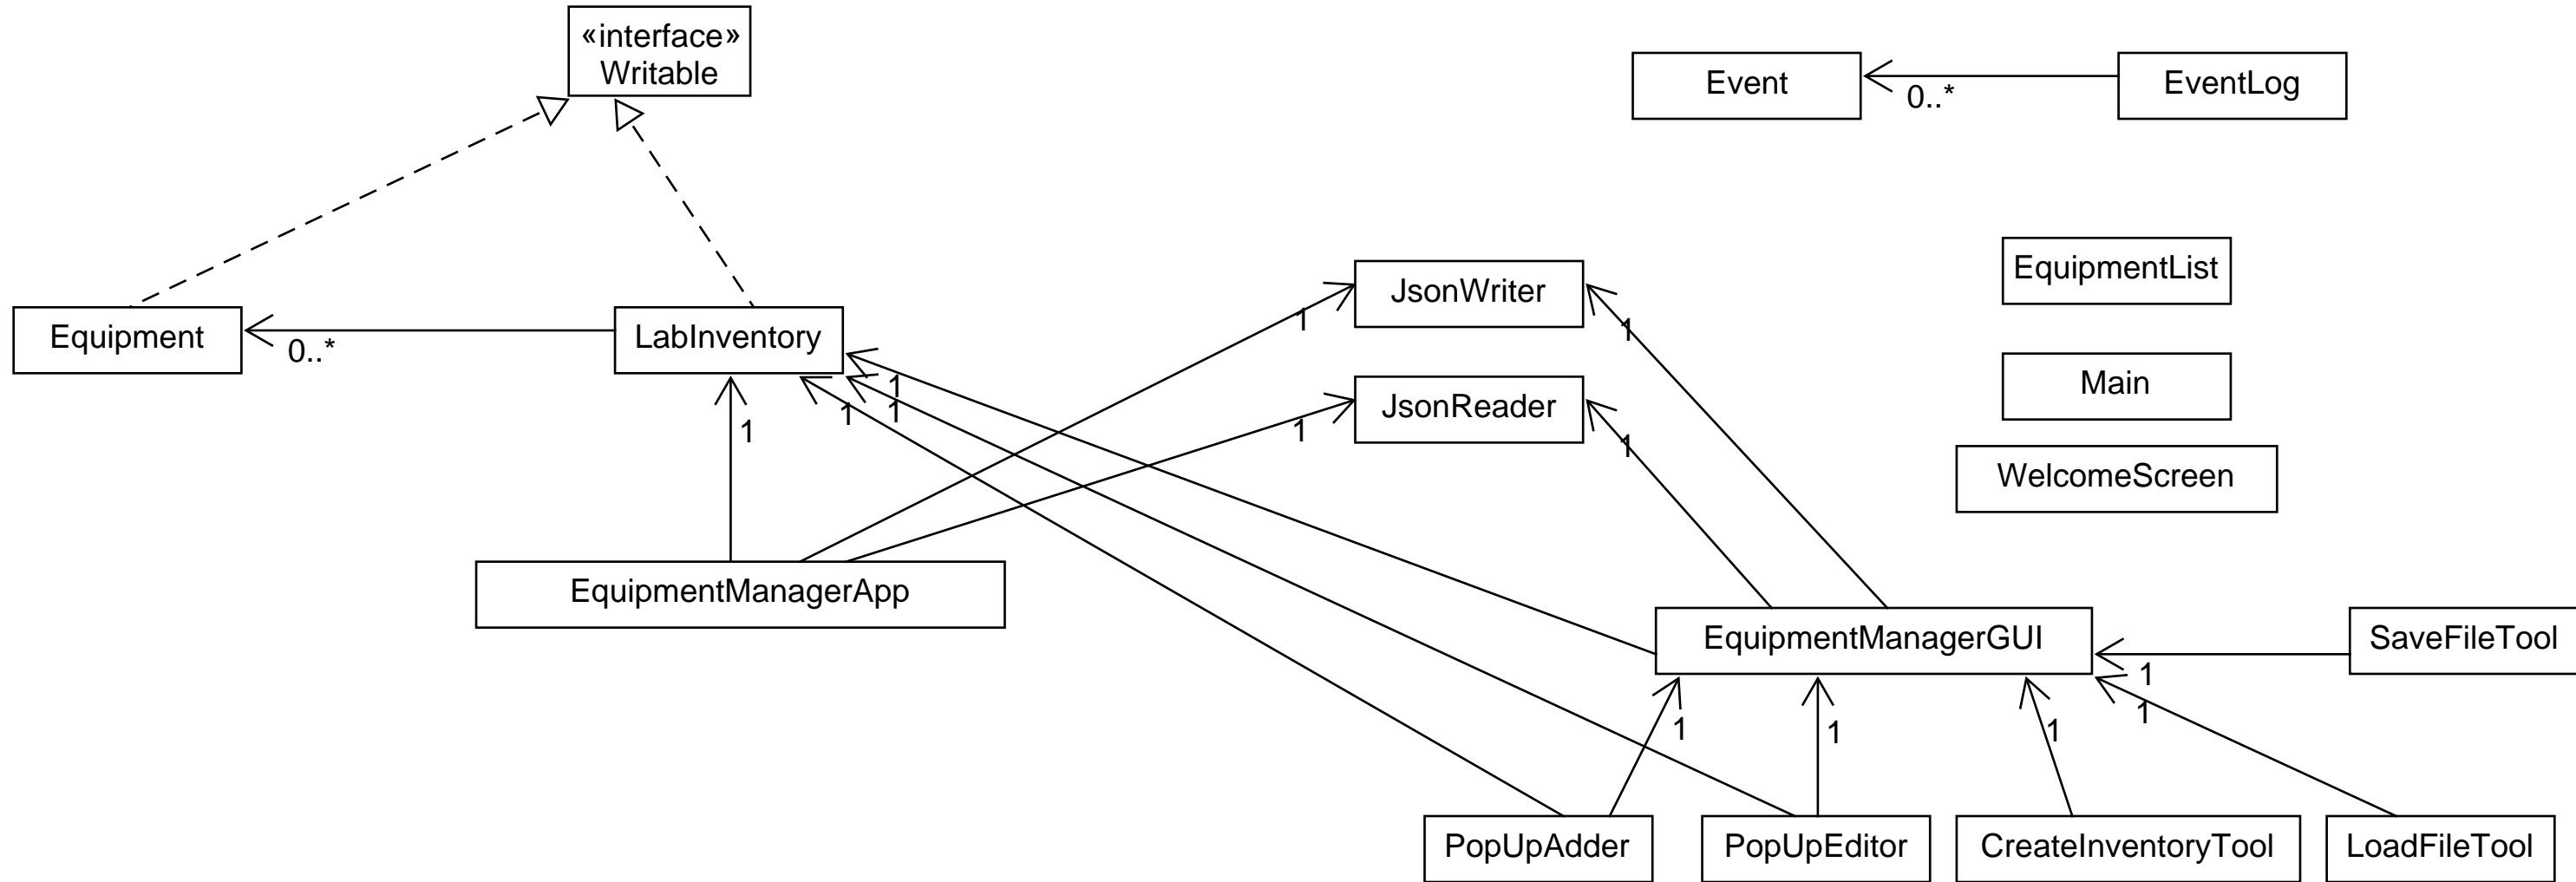 «interface»
Writable
Event
0..*
EventLog
EquipmentList
JsonWriter
1
1
Equipment
0..*
LabInventory
Main
JsonReader
1
1
1
1
1
1
WelcomeScreen
EquipmentManagerApp
EquipmentManagerGUI
SaveFileTool
1
1
1
1
1
PopUpAdder
PopUpEditor
CreateInventoryTool
LoadFileTool